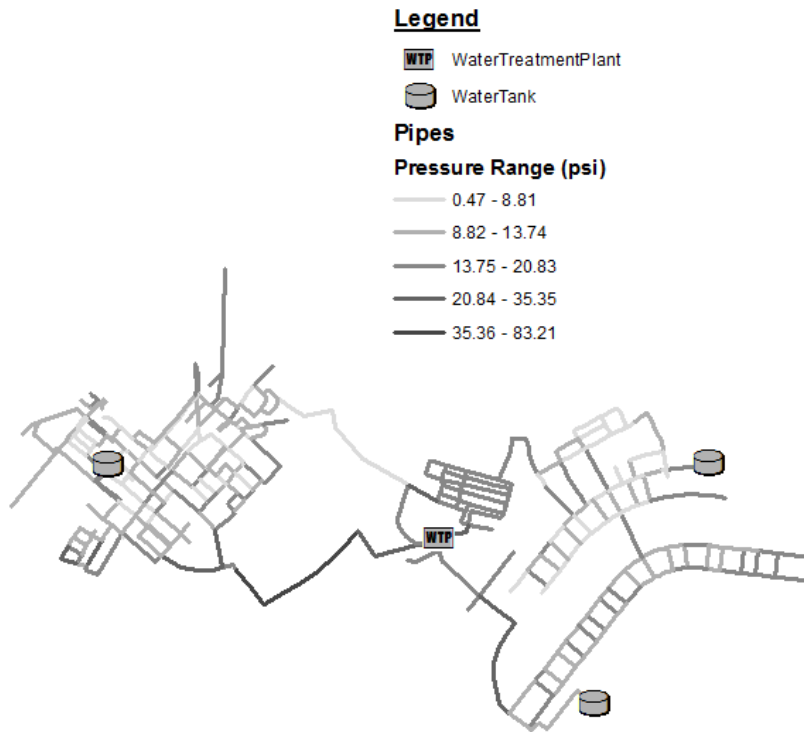 Legend
WTP WaterTreatmentPlant
WaterTank
Pipes
Pressure Range (psi)
0.47 - 8.81
8.82 - 13.74
13.75 - 20.83
20.84 - 35.35
35.36 - 83.21
WTP